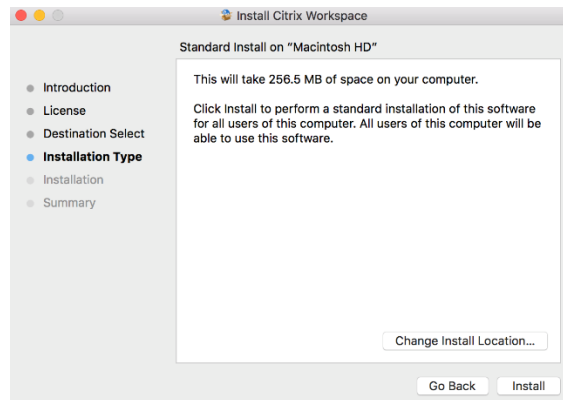 Install Citrix Workspace
Standard Install on “Macintosh HD”
Introduction
License
Destination Select
Installation Type
Installation
Summary
This will take 256.5 MB of space on your computer.
Click Install to perform a standard installation of this software
for all users of this computer. All users of this computer will be
able to use this software.
Change Install Location...
Go Back
Install